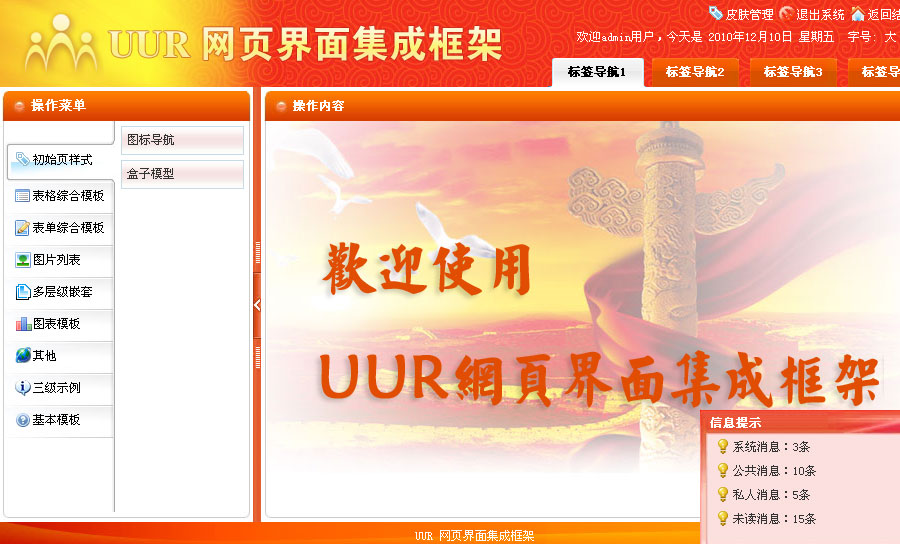 皮肤管理 退出系统 返回结
UUR 网页界面集成框架
欢迎admin用户，今天是 2010年12月10日 星期五 字号: 大
标签导航1 标签导航2 标签导航3 标签导
操作菜单
操作内容
初始页样式
表格综合模板
表单综合模板
图片列表
多层级嵌套
图表模板
其他
三级示例
基本模板
图标导航
盒子模型
歡迎使用
UUR網頁界面集成框架
信息提示
系统消息：3条
公共消息：10条
私人消息：5条
未读消息：15条
UUR 网页界面集成框架